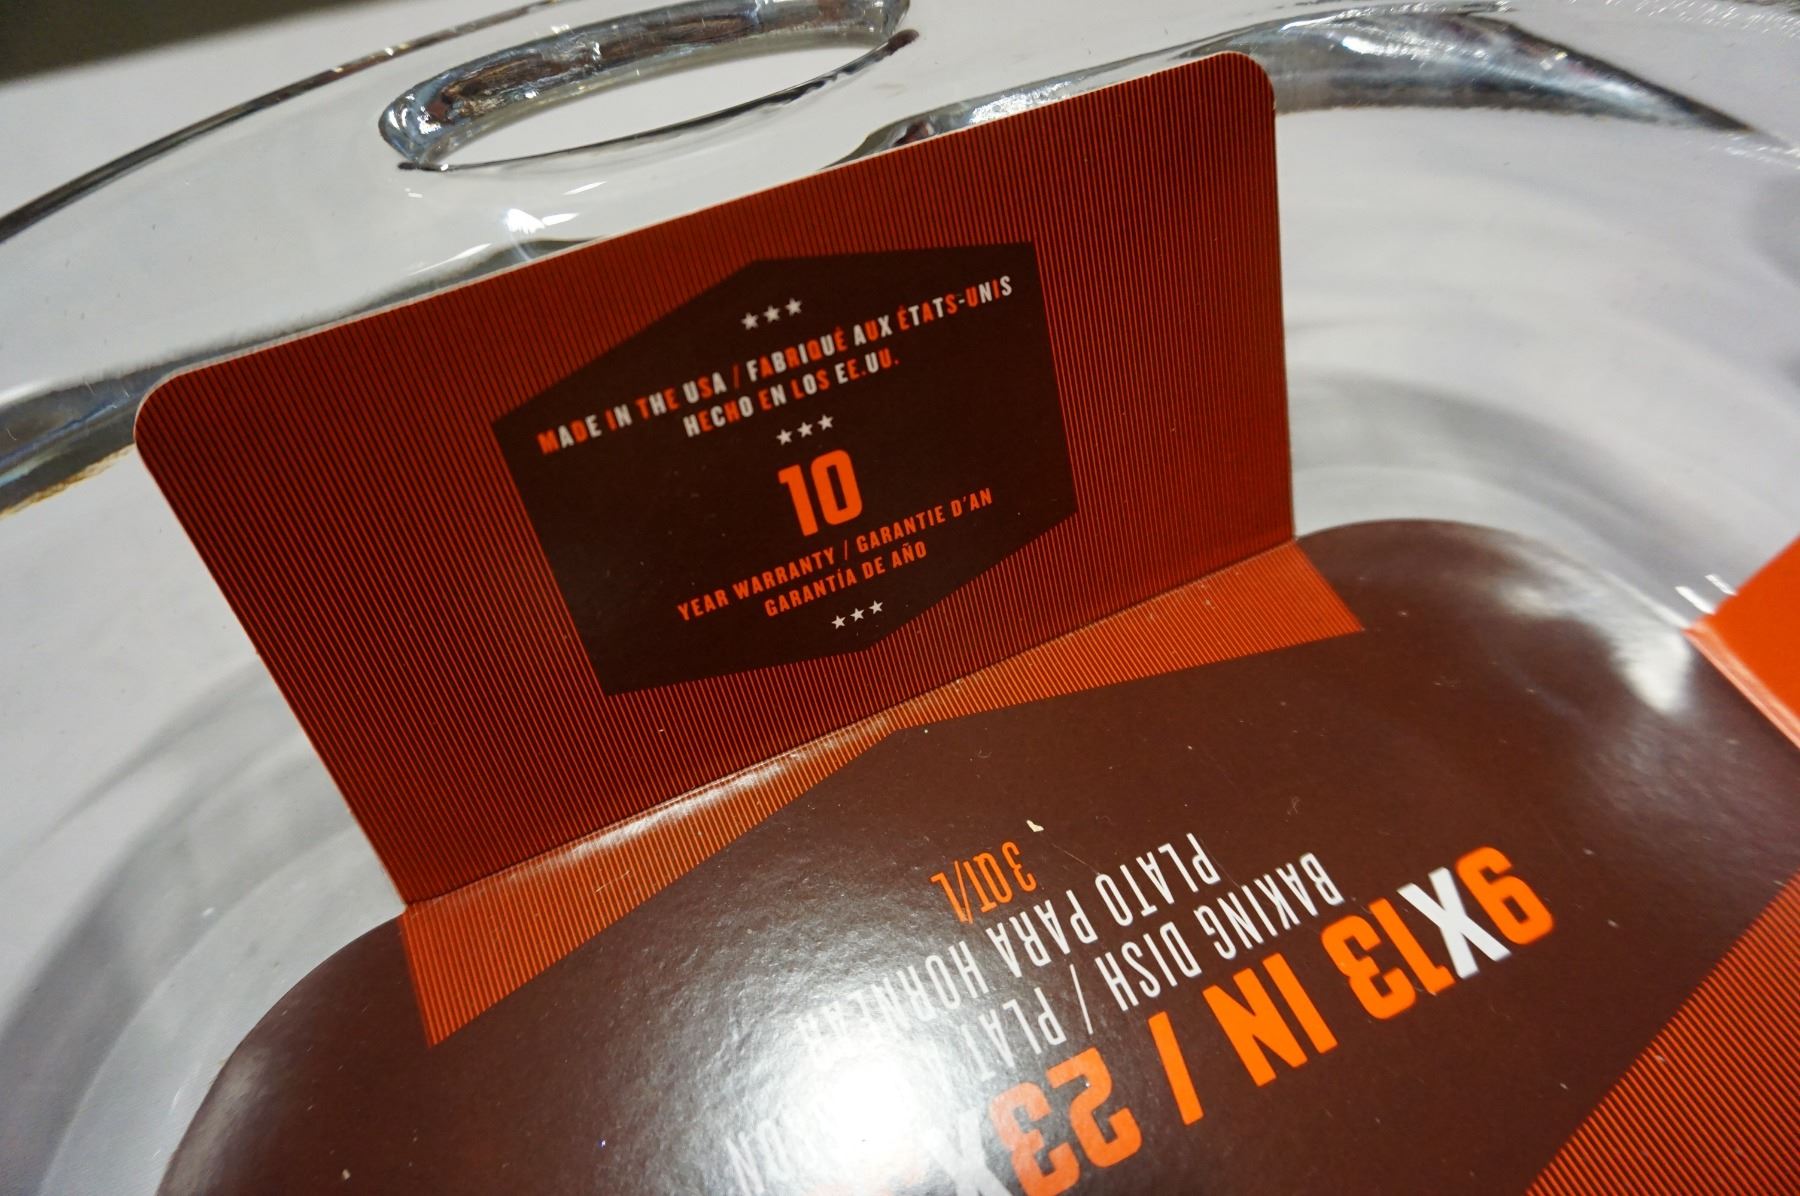 MADE IN THE USA / FABRIQUÉ AUX ÉTATS-UNIS
HECHO EN LOS EE.UU.
10
YEAR WARRANTY / GARANTIE D'AN
GARANTÍA DE AÑO
9X13 IN / 23X
BAKING DISH / PLAT
PLATO PARA HORNEAR
3 QT/L